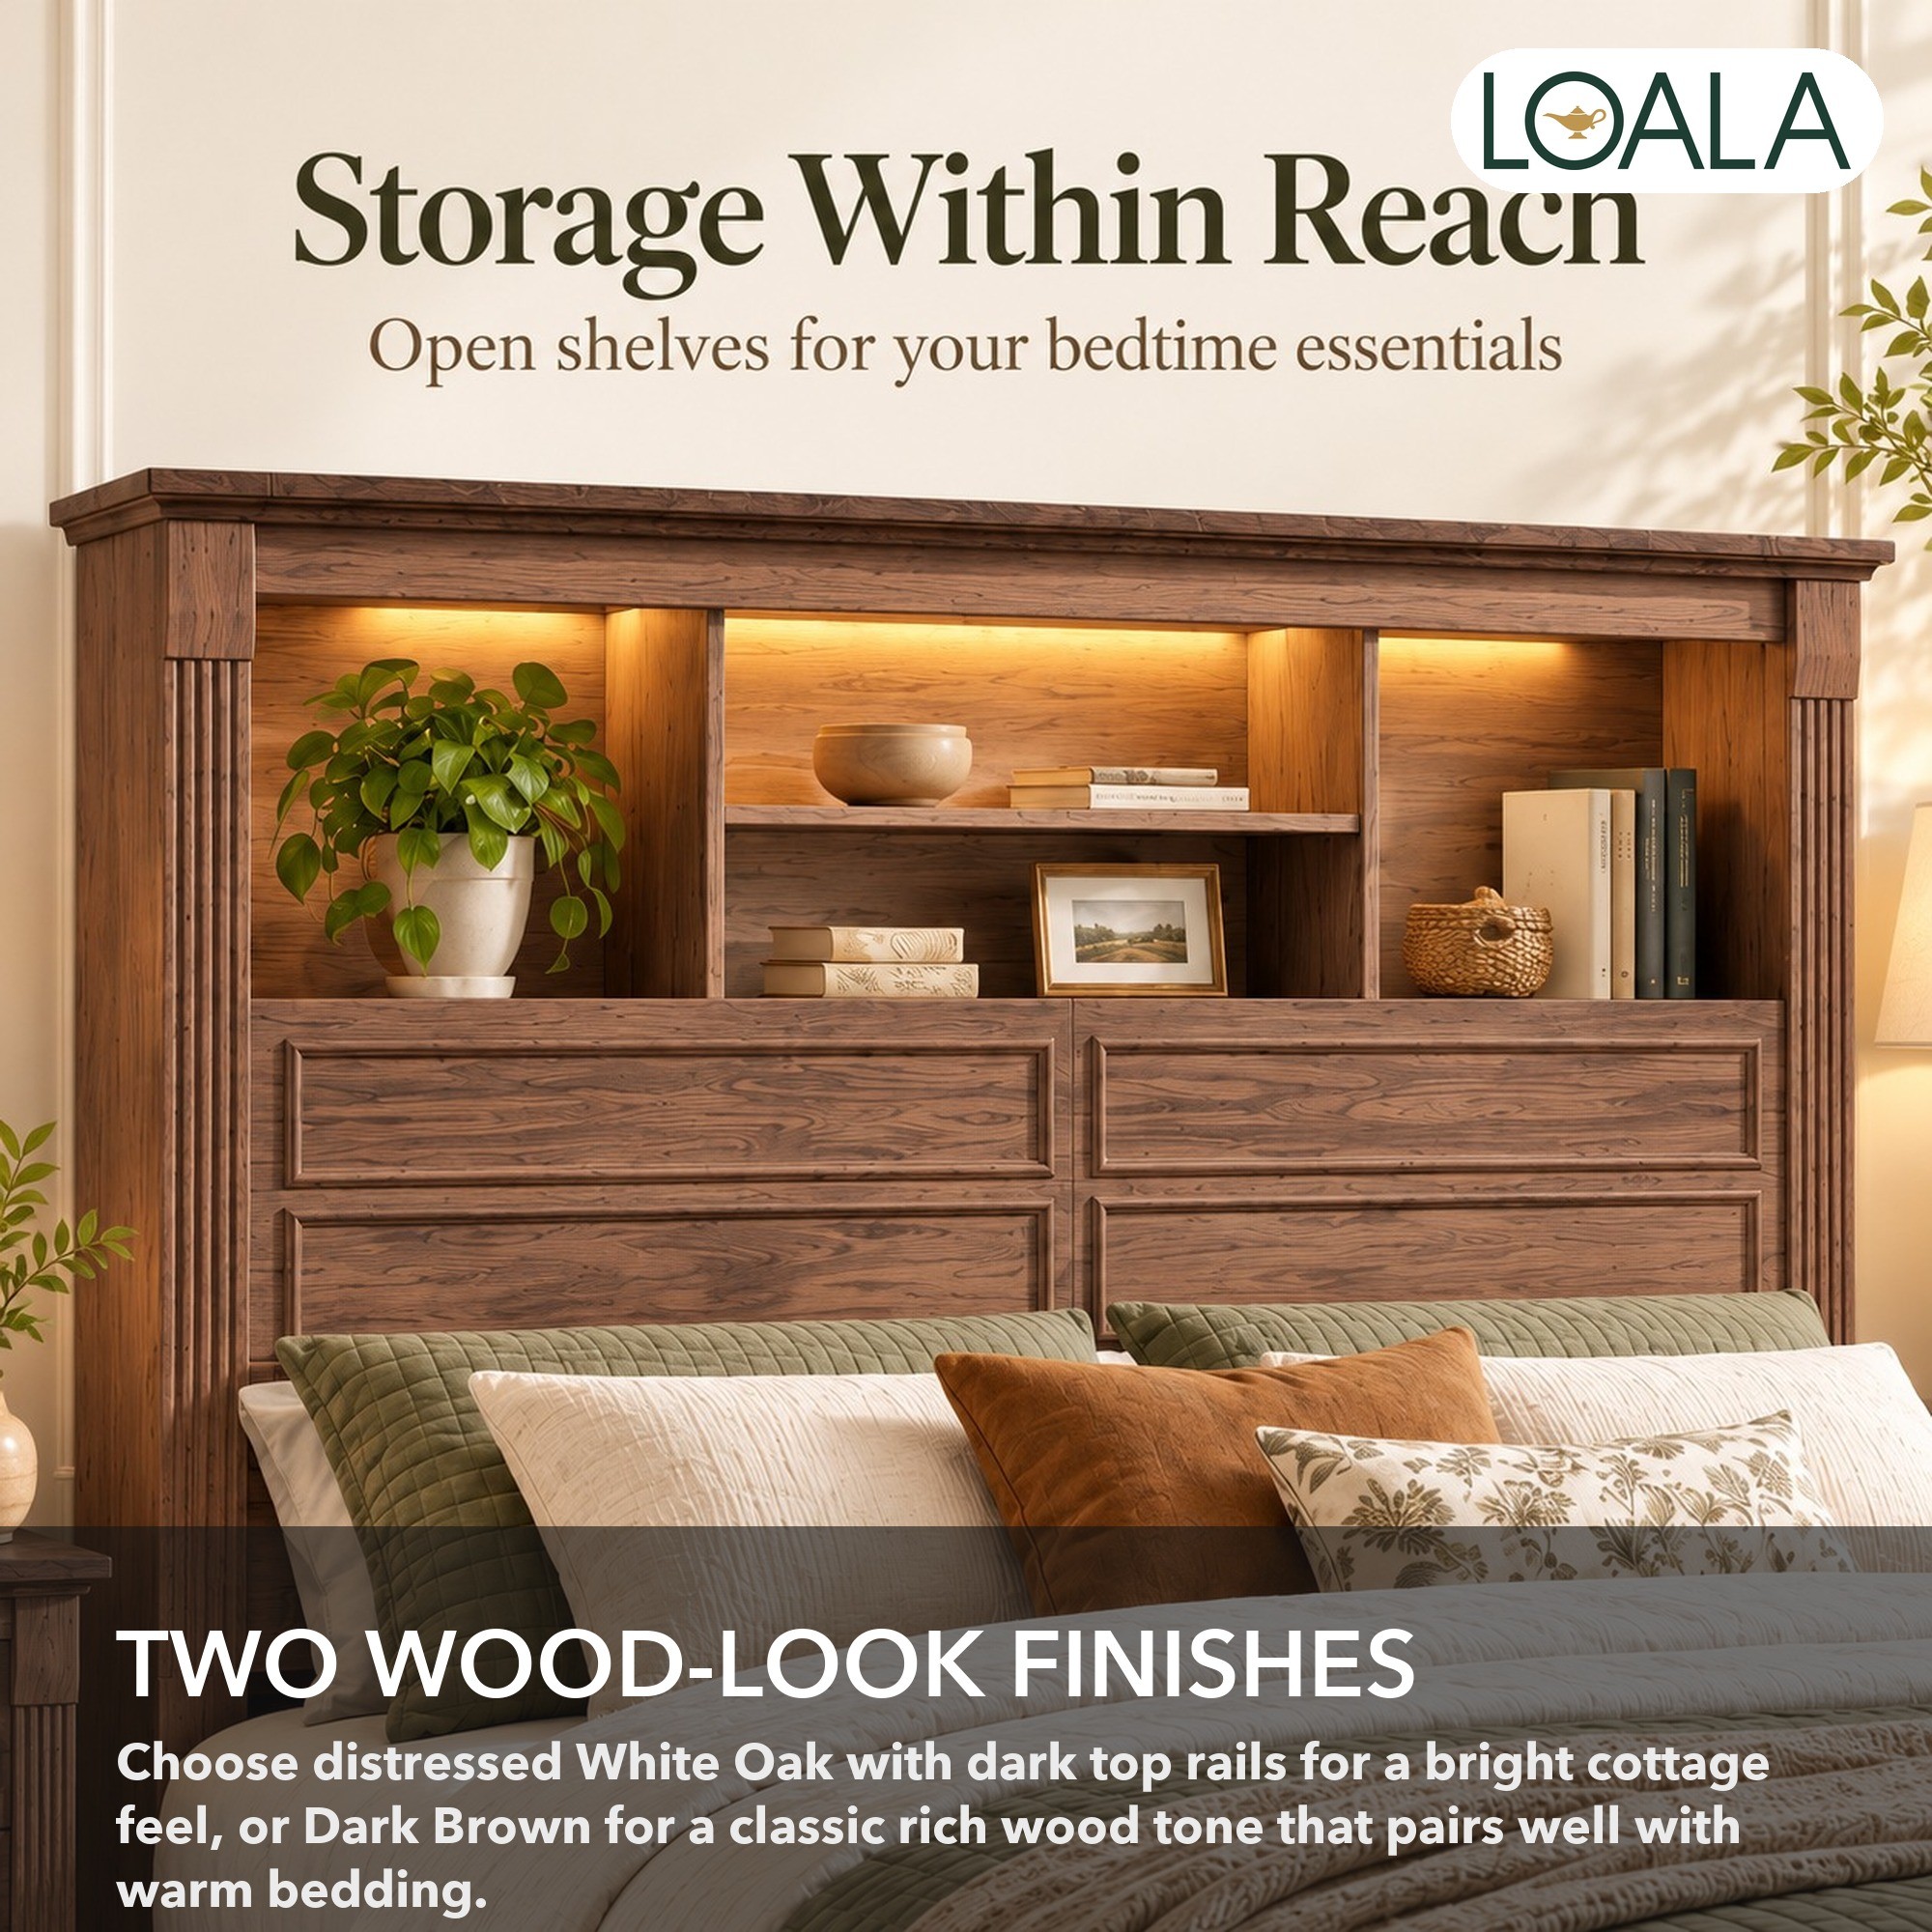 LOALA
Storage Within Reach
Open shelves for your bedtime essentials
TWO WOOD-LOOK FINISHES
Choose distressed White Oak with dark top rails for a bright cottage
feel, or Dark Brown for a classic rich wood tone that pairs well with
warm bedding.